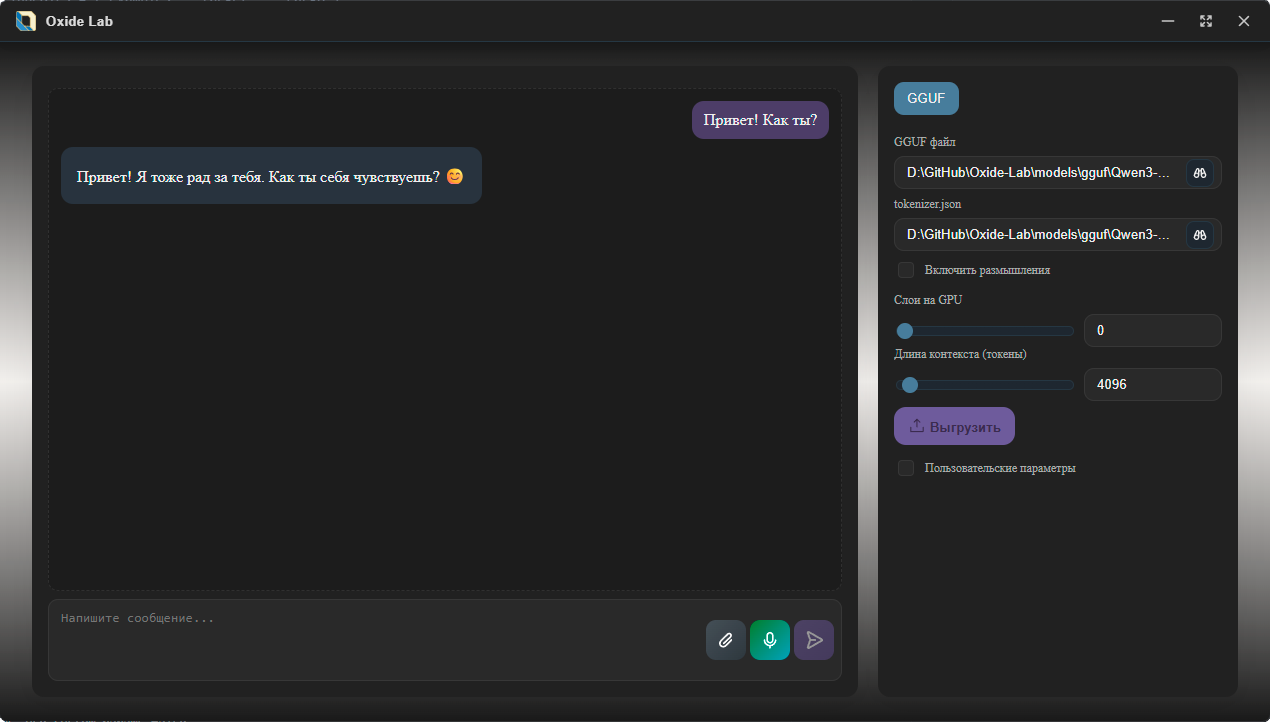 Oxide Lab
Привет! Как ты?
Привет! Я тоже рад за тебя. Как ты себя чувствуешь? 😊
Напишите сообщение...
GGUF
GGUF файл
D:\GitHub\Oxide-Lab\models\gguf\Qwen3-...
tokenizer.json
D:\GitHub\Oxide-Lab\models\gguf\Qwen3-...
Включить размышления
Слои на GPU
0
Длина контекста (токены)
4096
Выгрузить
Пользовательские параметры